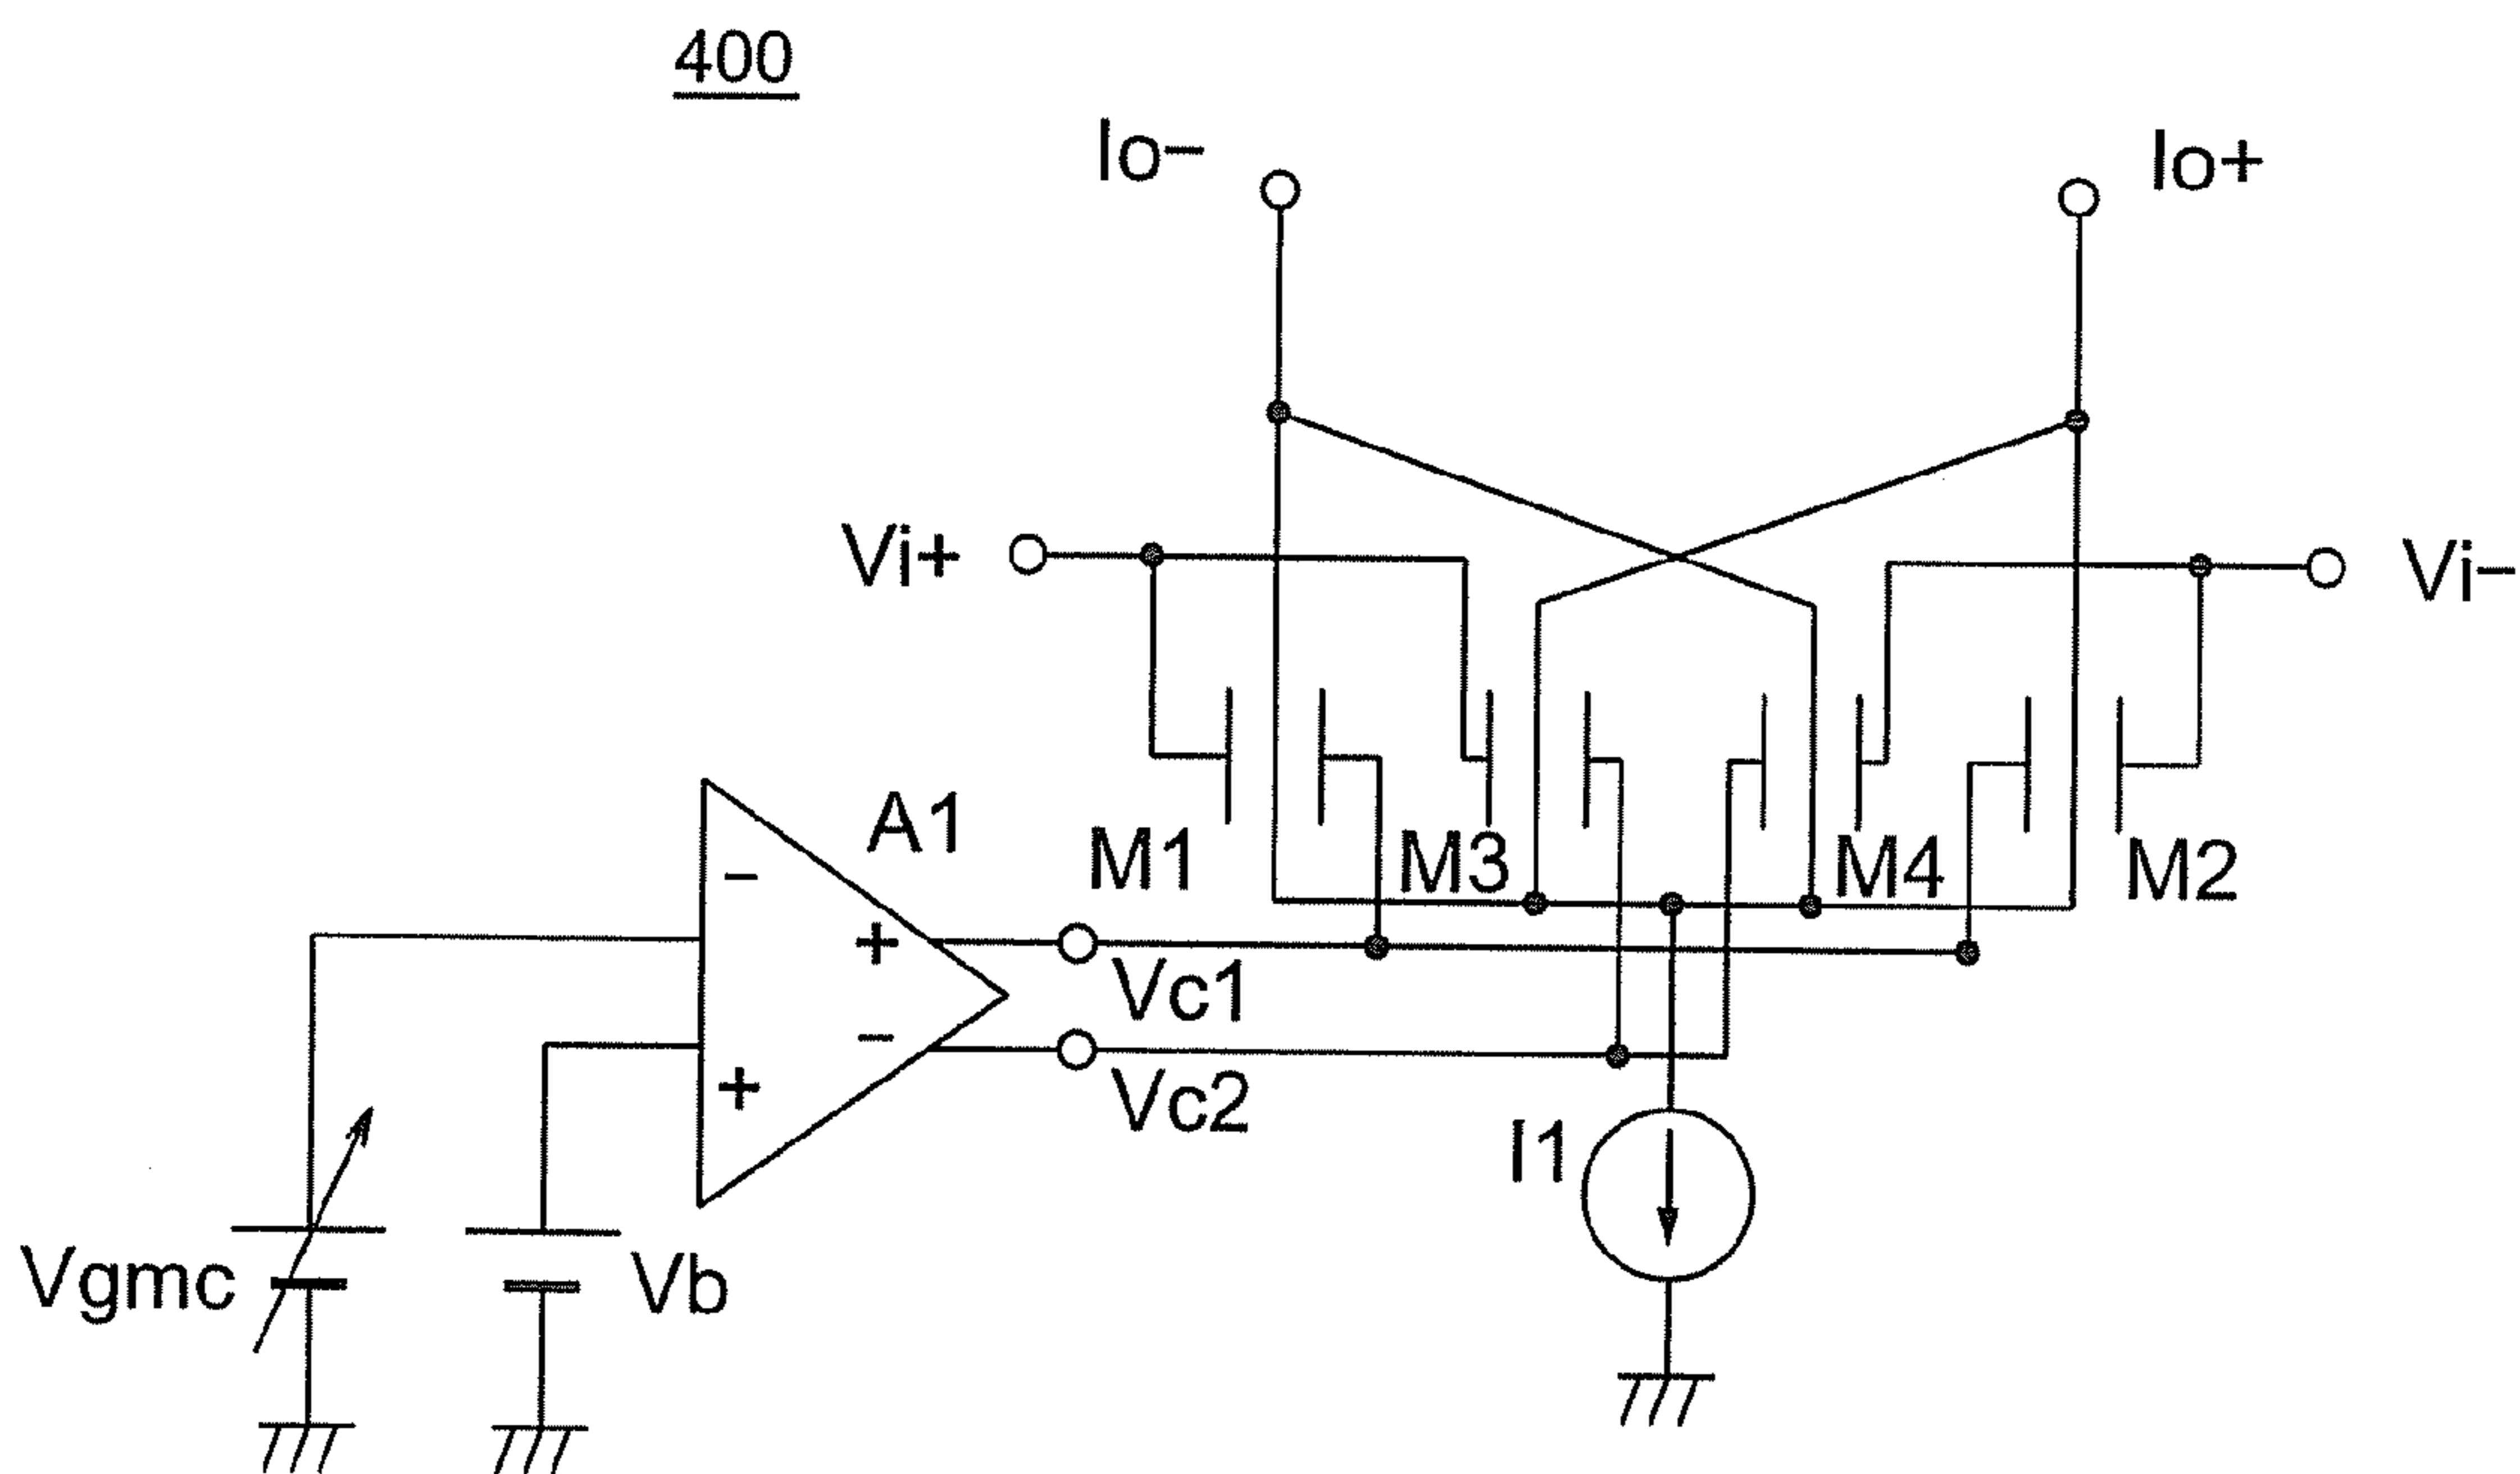 400
Io−
Io+
Vi+
Vi−
A1
M1
M3
M4
M2
−
+
Vc1
−
+
Vc2
I1
Vgmc
Vb